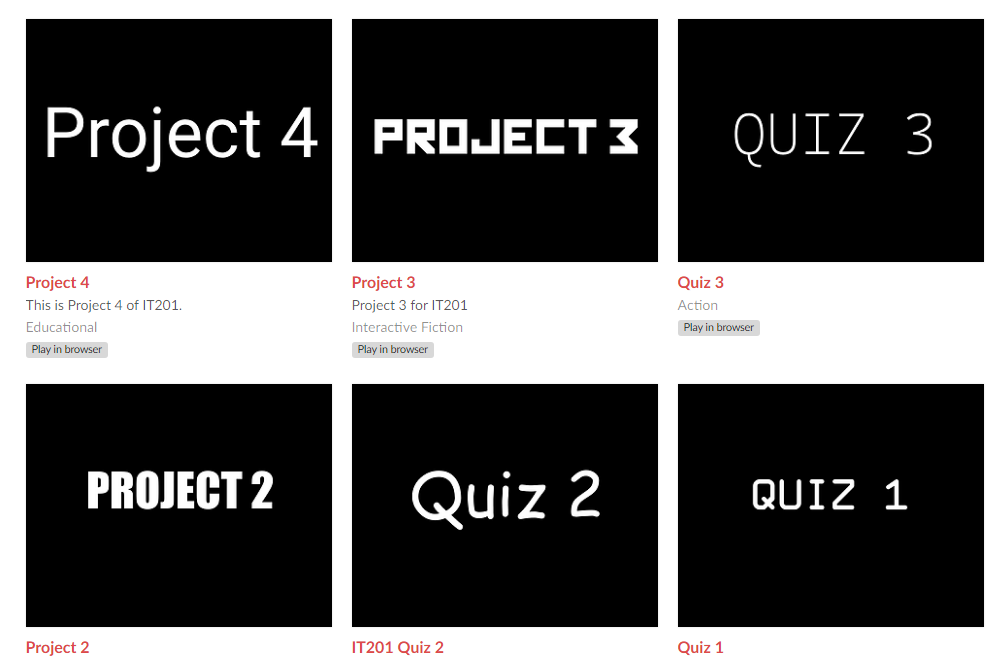 Project 4
PROJECT 3
QUIZ 3
Project 4
This is Project 4 of IT201.
Educational
Play in browser
Project 3
Project 3 for IT201
Interactive Fiction
Play in browser
Quiz 3
Action
Play in browser
PROJECT 2
Quiz 2
QUIZ 1
Project 2
IT201 Quiz 2
Quiz 1